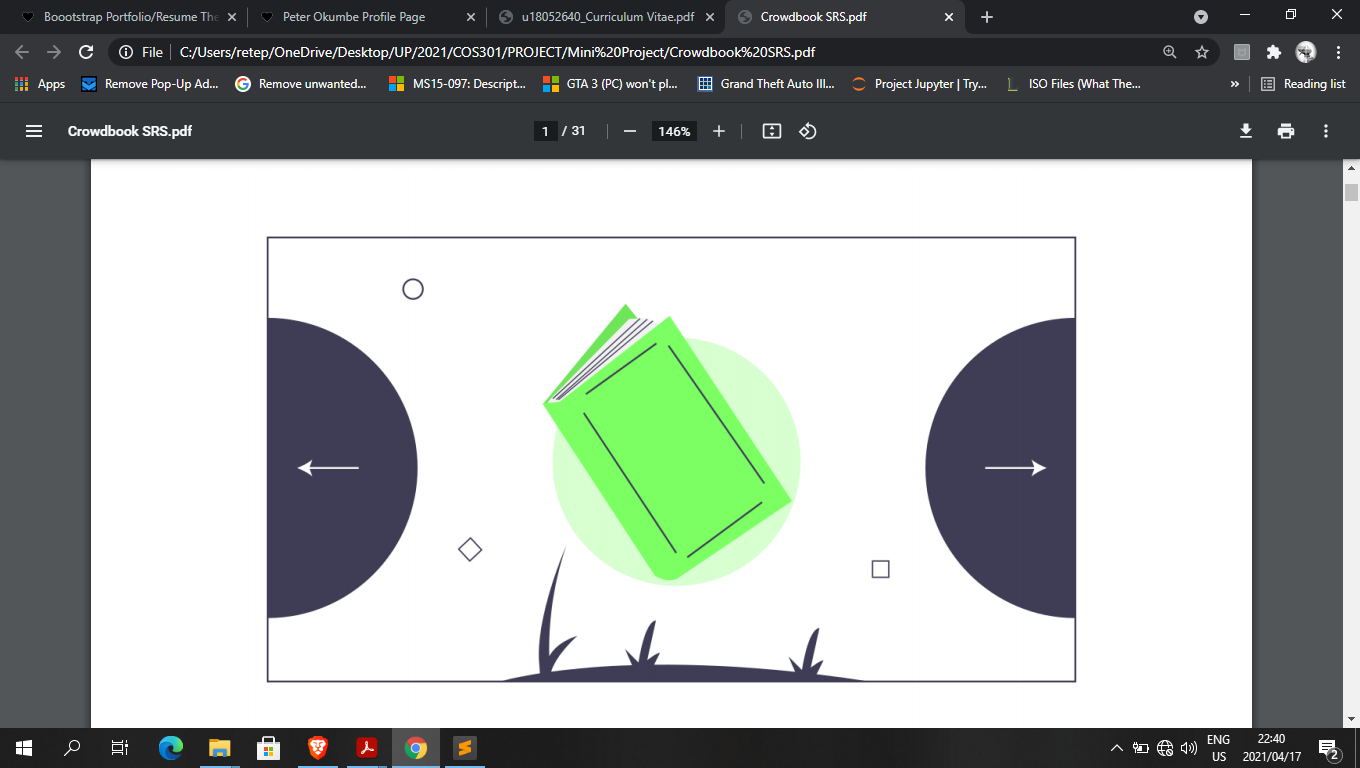 Boootstrap Portfolio/Resume The
Peter Okumbe Profile Page
u18052640_Curriculum Vitae.pdf
Crowdbook SRS.pdf
File
C:/Users/retep/OneDrive/Desktop/UP/2021/COS301/PROJECT/Mini%20Project/Crowdbook%20SRS.pdf
Apps
Remove Pop-Up Ad...
Remove unwanted...
MS15-097: Descript...
GTA 3 (PC) won't pl...
Grand Theft Auto III...
Project Jupyter | Try...
ISO Files (What The...
»
Reading list
Crowdbook SRS.pdf
1 / 31
146%
ENG
US
22:40
2021/04/17
2